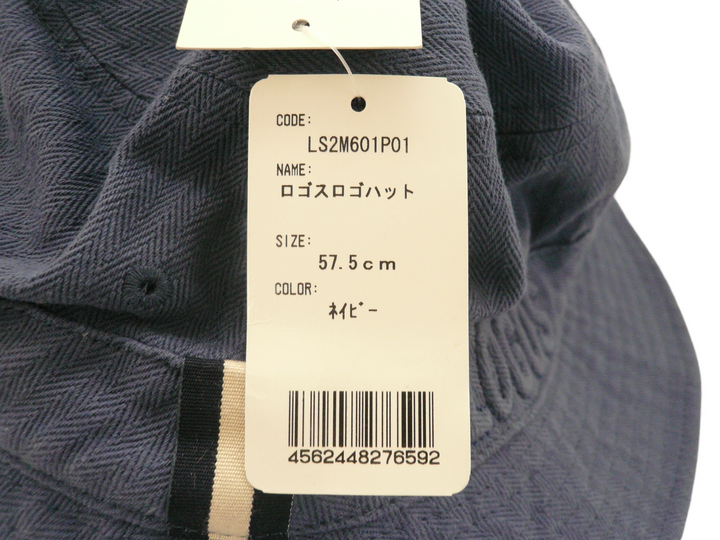 CODE:
LS2M601P01
NAME:
ロゴスロゴハット
SIZE:
57.5cm
COLOR:
ﾈｲﾋﾞｰ
4562448276592